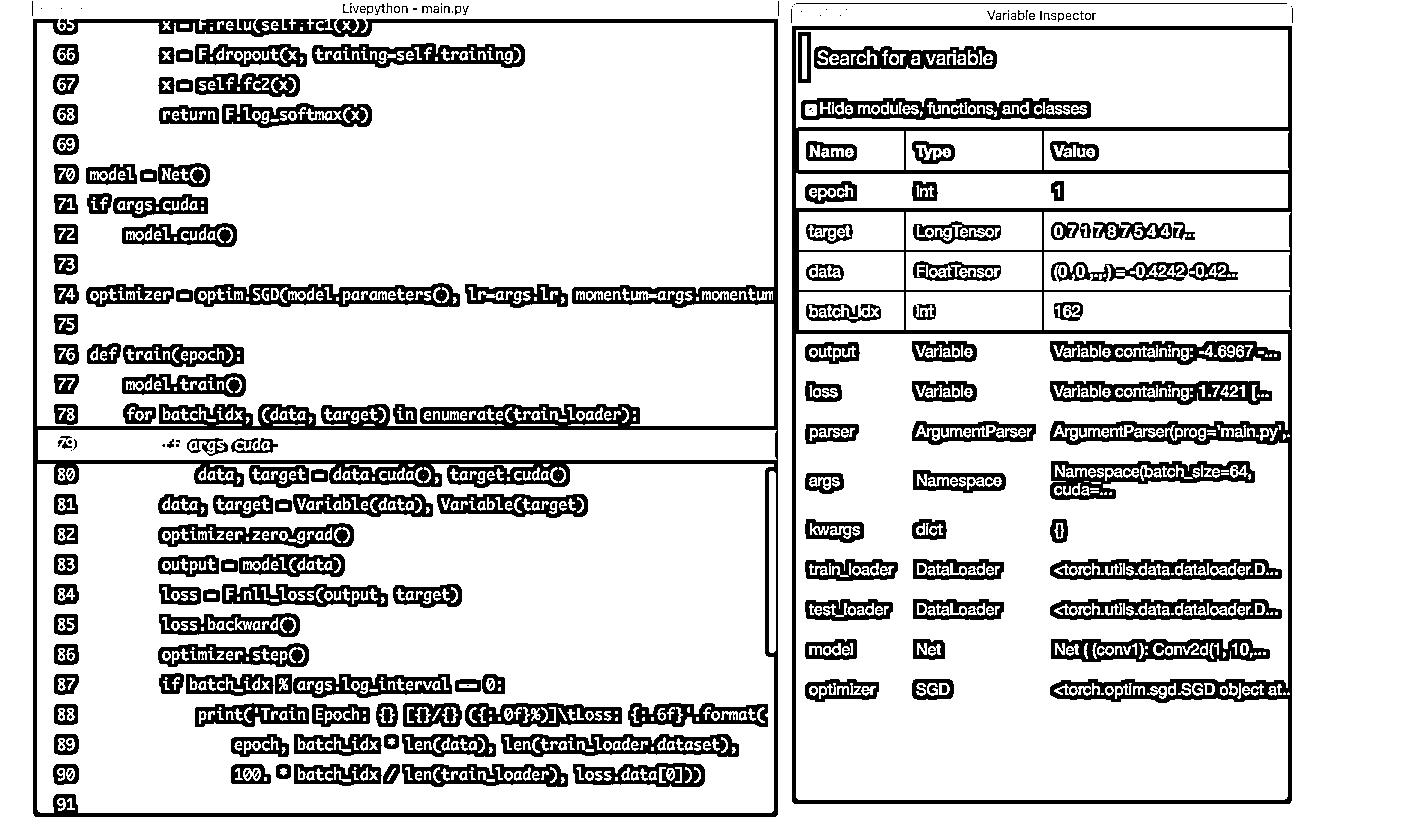 Livepython - main.py
65 x = F.relu(self.fc1(x))
66 x = F.dropout(x, training=self.training)
67 x = self.fc2(x)
68 return F.log_softmax(x)
69
70 model = Net()
71 if args.cuda:
72 model.cuda()
73
74 optimizer = optim.SGD(model.parameters(), lr=args.lr, momentum=args.momentum
75
76 def train(epoch):
77 model.train()
78 for batch_idx, (data, target) in enumerate(train_loader):
79 args cuda
80 data, target = data.cuda(), target.cuda()
81 data, target = Variable(data), Variable(target)
82 optimizer.zero_grad()
83 output = model(data)
84 loss = F.nll_loss(output, target)
85 loss.backward()
86 optimizer.step()
87 if batch_idx % args.log_interval == 0:
88 print('Train Epoch: {} [{}/{} ({:.0f}%)]\tLoss: {:.6f}'.format(
89 epoch, batch_idx * len(data), len(train_loader.dataset),
90 100. * batch_idx / len(train_loader), loss.data[0]))
91
Variable Inspector
Search for a variable
Hide modules, functions, and classes
Name Type Value
epoch int 1
target LongTensor 0 7 1 7 8 7 5 4 4 4 7...
data FloatTensor (0 ,0 ,.,.) = -0.4242 -0.42...
batch_idx int 162
output Variable Variable containing: -4.6967 -...
loss Variable Variable containing: 1.7421 [...
parser ArgumentParser ArgumentParser(prog='main.py',
args Namespace Namespace(batch_size=64,
cuda=...
kwargs dict {}
train_loader DataLoader <torch.utils.data.dataloader.D...
test_loader DataLoader <torch.utils.data.dataloader.D...
model Net Net ( (conv1): Conv2d(1, 10,...
optimizer SGD <torch.optim.sgd.SGD object at...